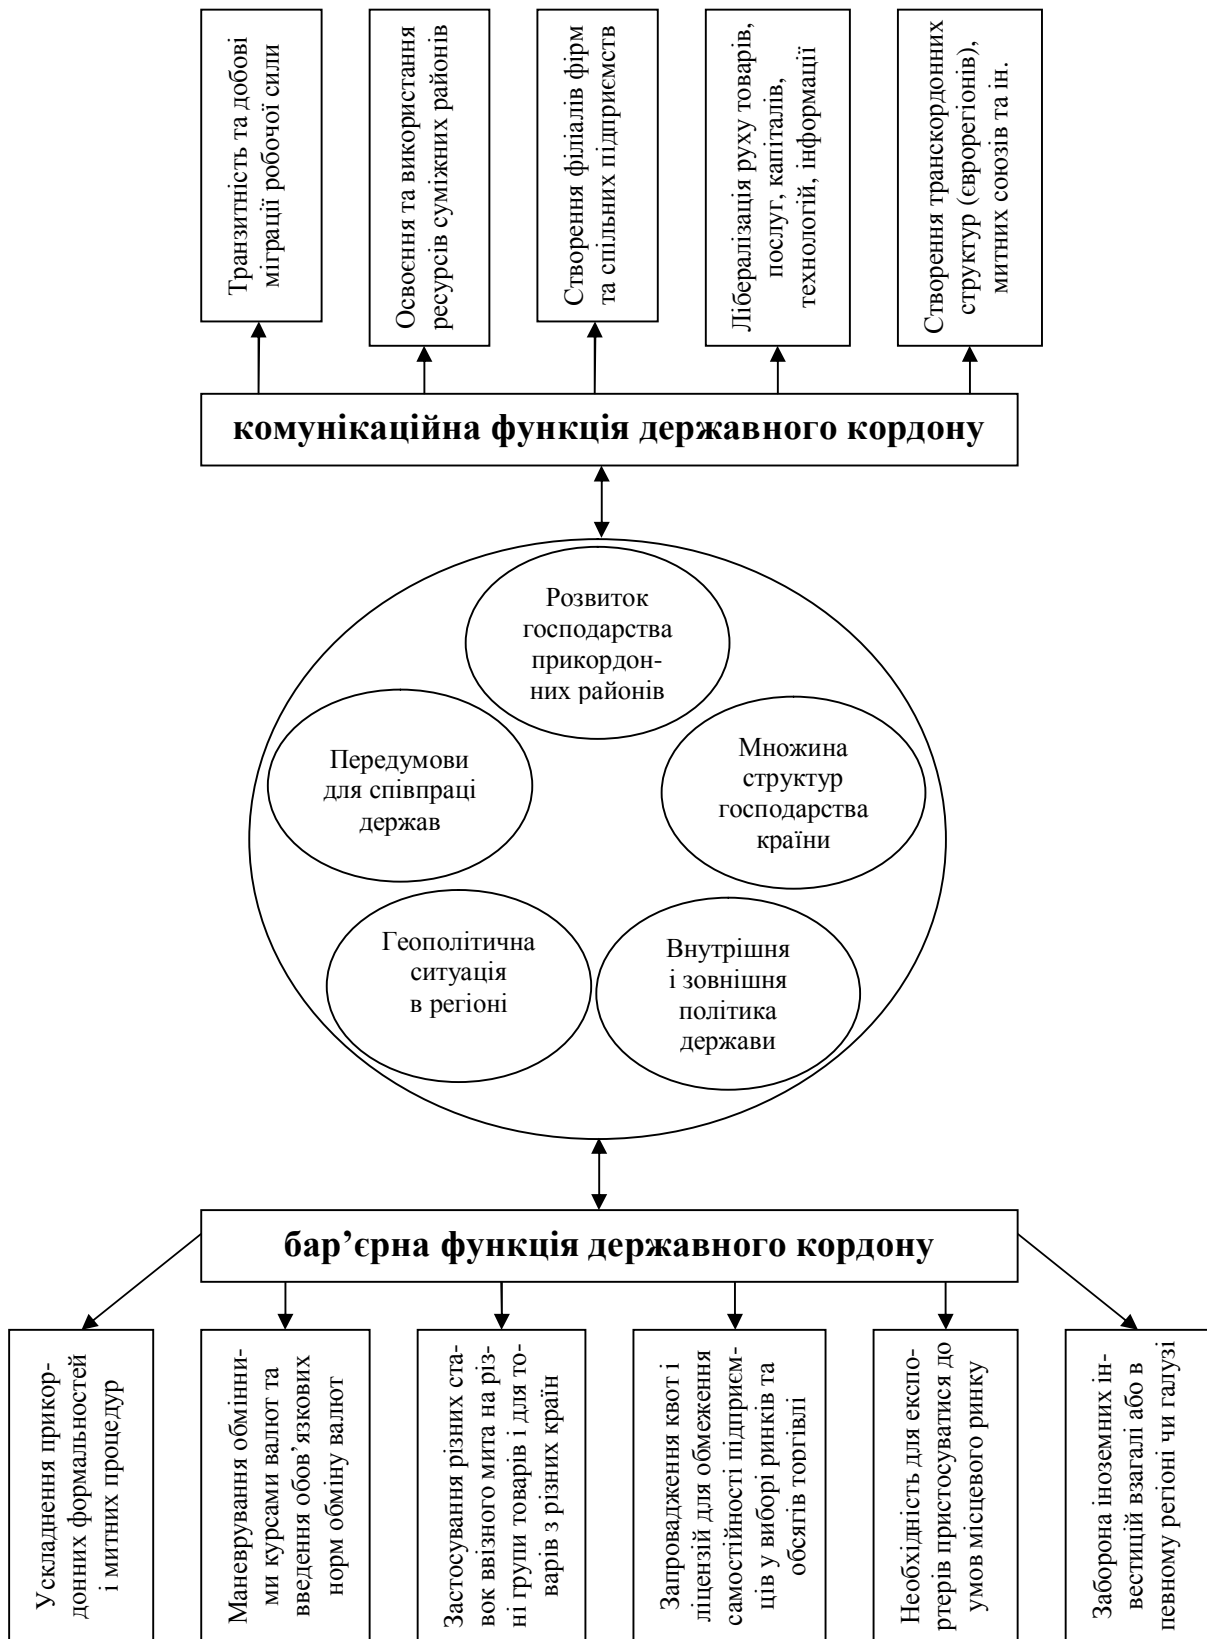 Транзитність та добові
міграції робочої сили
Освоєння та використання
ресурсів суміжних районів
Створення філіалів фірм
та спільних підприємств
Лібералізація руху товарів,
послуг, капіталів,
технологій, інформації
Створення транскордонних
структур (єврорегіонів),
митних союзів та ін.
комунікаційна функція державного кордону
Розвиток
господарства
прикордон-
них районів
Передумови
для співпраці
держав
Множина
структур
господарства
країни
Геополітична
ситуація
в регіоні
Внутрішня
і зовнішня
політика
держави
бар’єрна функція державного кордону
Ускладнення прикор-
донних формальностей
і митних процедур
Маневрування обмінни-
ми курсами валют та
введення обов’язкових
норм обміну валют
Застосування різних ста-
вок ввізного мита на різ-
ні групи товарів і для то-
варів з різних країн
Запровадження квот і
ліцензій для обмеження
самостійності підприєм-
ців у виборі ринків та
обсягів торгівлі
Необхідність для експо-
ртерів пристосуватися до
умов місцевого ринку
Заборона іноземних ін-
вестицій взагалі або в
певному регіоні чи галузі